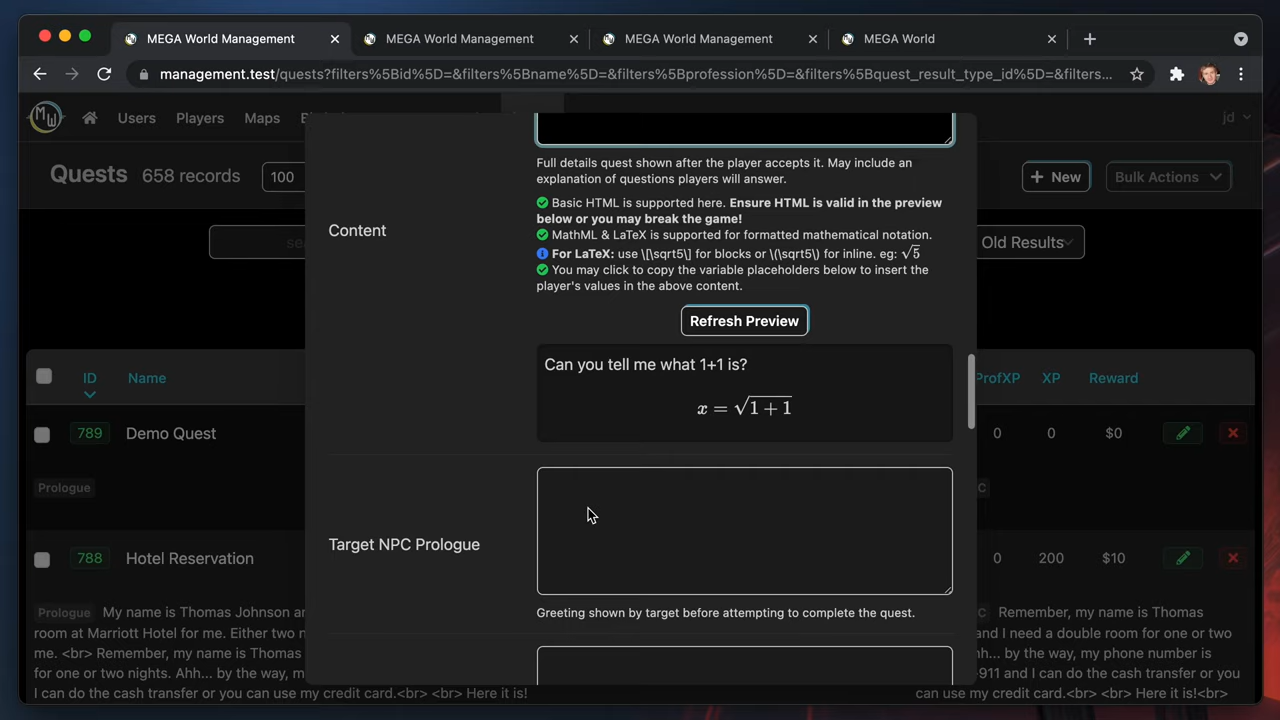 MEGA World Management
MEGA World Management
MEGA World Management
MEGA World
management.test/quests?filters%5Bid%5D=&filters%5Bname%5D=&filters%5Bprofession%5D=&filters%5Bquest_result_type_id%5D=&filters...
MW
Users
Players
Maps
jd
Quests
658 records
100
+ New
Bulk Actions
Old Results
Full details quest shown after the player accepts it. May include an
explanation of questions players will answer.
Basic HTML is supported here. Ensure HTML is valid in the preview
below or you may break the game!
MathML & LaTeX is supported for formatted mathematical notation.
For LaTeX: use \[\sqrt5\] for blocks or \(\sqrt5\) for inline. eg: √5
You may click to copy the variable placeholders below to insert the
player's values in the above content.
Content
Refresh Preview
Can you tell me what 1+1 is?
x = √1 + 1
Target NPC Prologue
Greeting shown by target before attempting to complete the quest.
ID
Name
ProfXP
XP
Reward
789
Demo Quest
0
0
$0
Prologue
788
Hotel Reservation
0
200
$10
Prologue
My name is Thomas Johnson
room at Marriott Hotel for me. Either two
me. <br> Remember, my name is Thomas
for one or two nights. Ahh... by the way, m
I can do the cash transfer or you can use my credit card.<br> <br> Here it is!
Remember, my name is Thomas
and I need a double room for one or two
... by the way, my phone number is
-911 and I can do the cash transfer or you
can use my credit card.<br> <br> Here it is!<br>